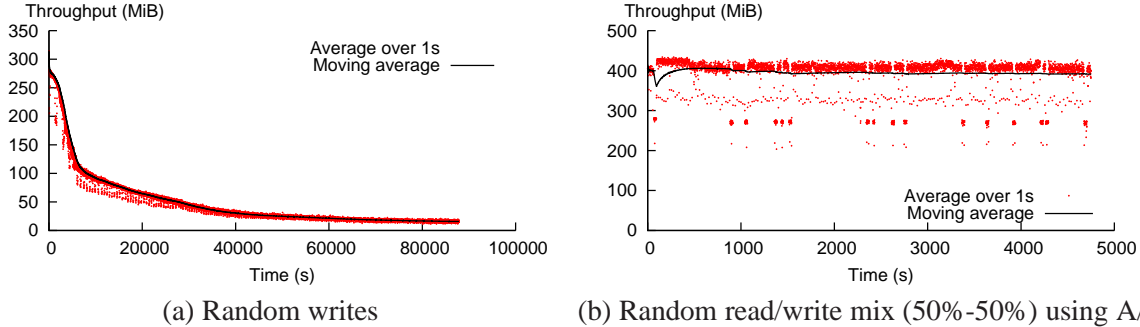 Throughput (MiB)
350
300
250
200
150
100
50
0
0 20000 40000 60000 80000 100000
Time (s)
Average over 1s
Moving average
(a) Random writes
Throughput (MiB)
500
400
300
200
100
0
0 1000 2000 3000 4000 5000
Time (s)
Average over 1s
Moving average
(b) Random read/write mix (50%-50%) using A/